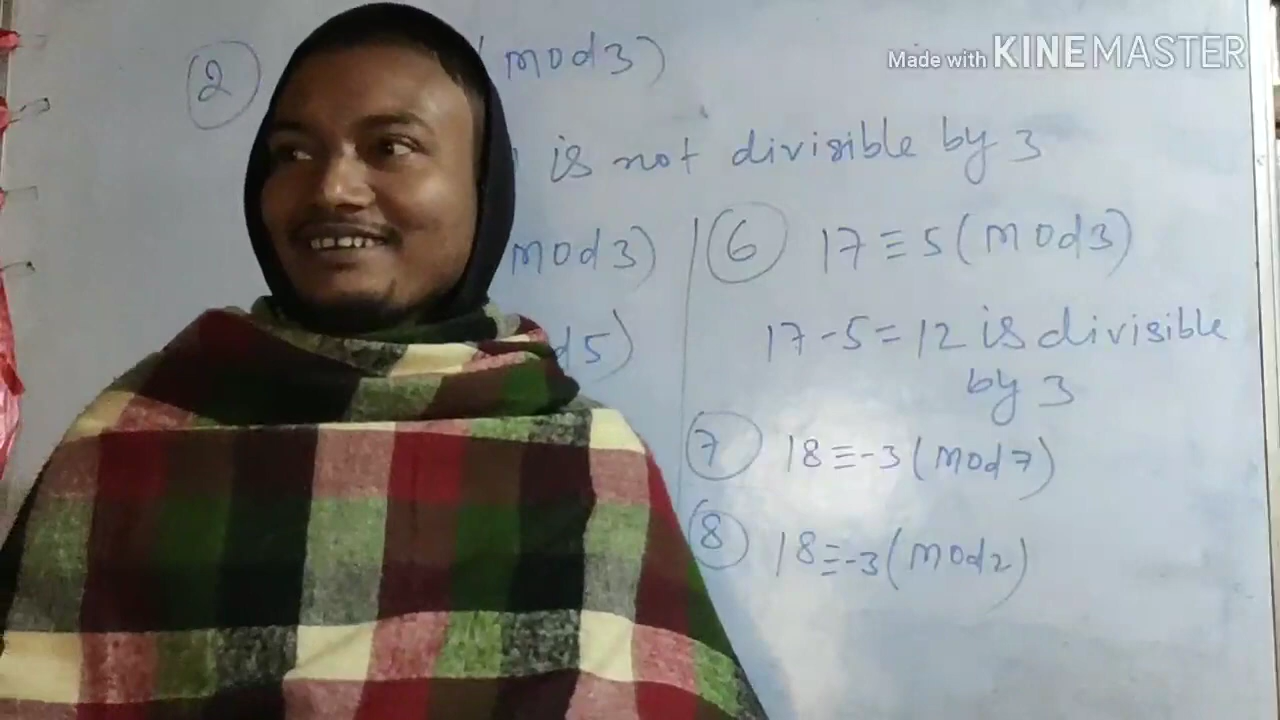 Made with KINEMASTER
2 (mod3)
is not divisible by 3
mod3)
d5)
6 17≡5(mod3)
17-5=12 is divisible
by 3
7 18≡-3(mod7)
8 18≡-3(mod2)